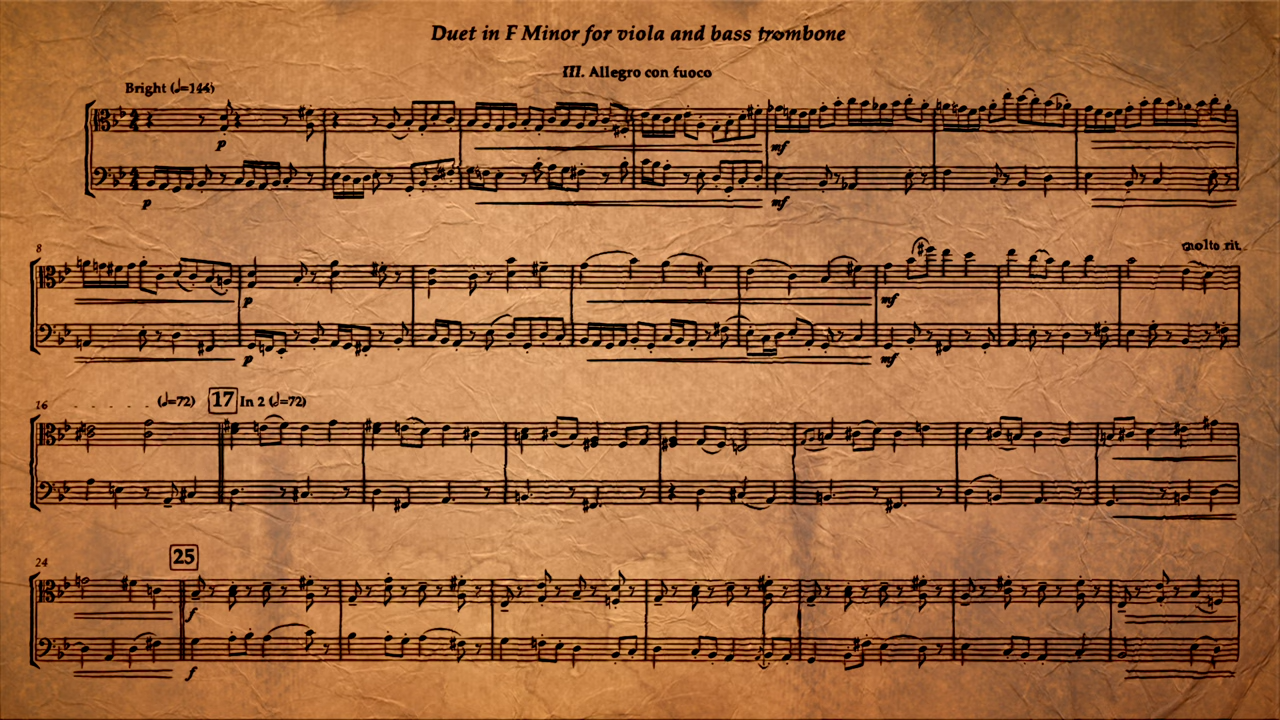 Duet in F Minor for viola and bass trombone
III. Allegro con fuoco
Bright (♩=144)
p
p
mf
mf
8
molto rit.
p
p
mf
mf
16
(♩=72) 17 In 2 (𝅗𝅥=72)
24
25
f
f